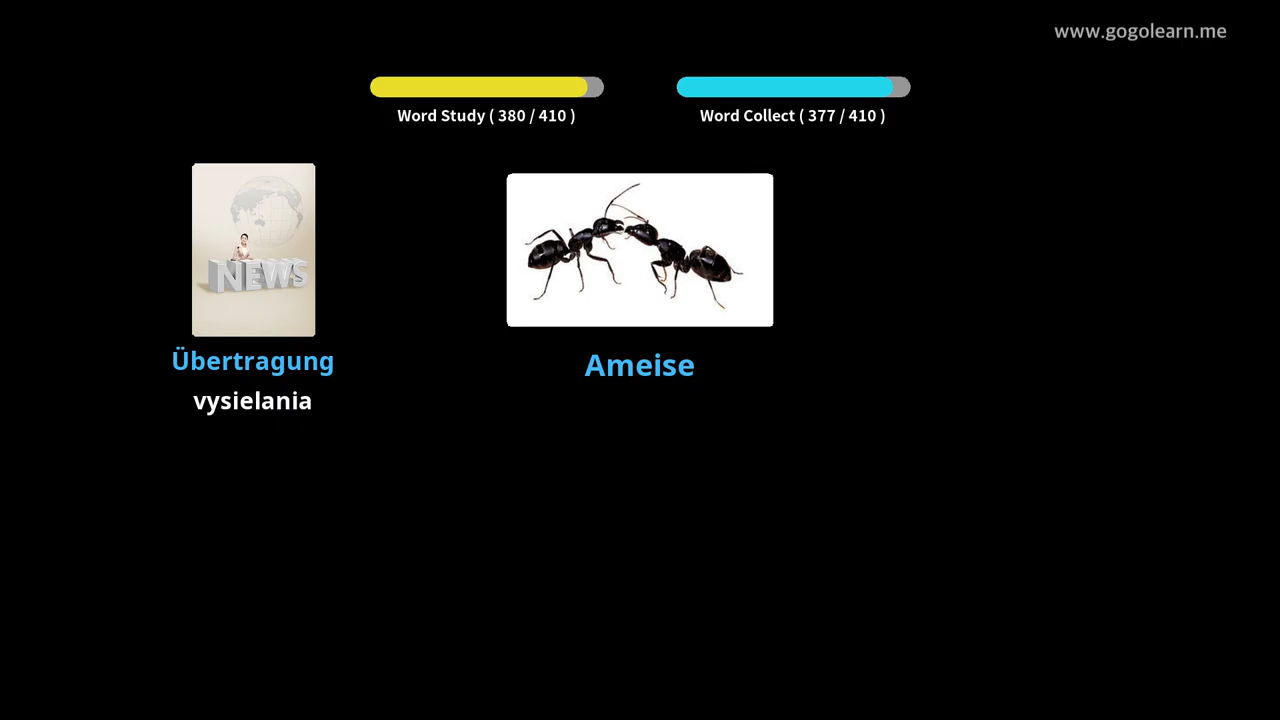 www.gogolearn.me
Word Study ( 380 / 410 )
Word Collect ( 377 / 410 )
NEWS
Übertragung
vysielania
Ameise